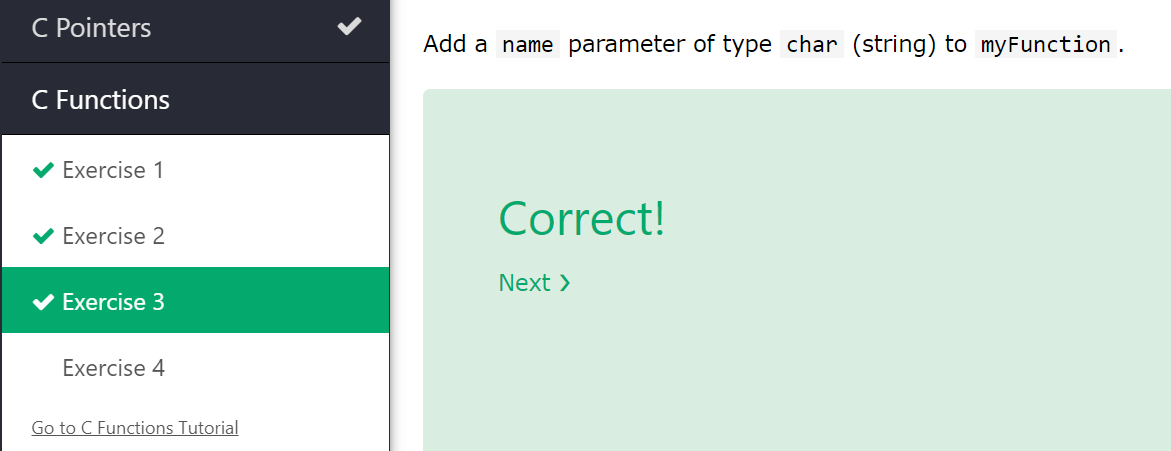 C Pointers
C Functions
Exercise 1
Exercise 2
Exercise 3
Exercise 4
Go to C Functions Tutorial
Add a name parameter of type char (string) to myFunction.
Correct!
Next ❯